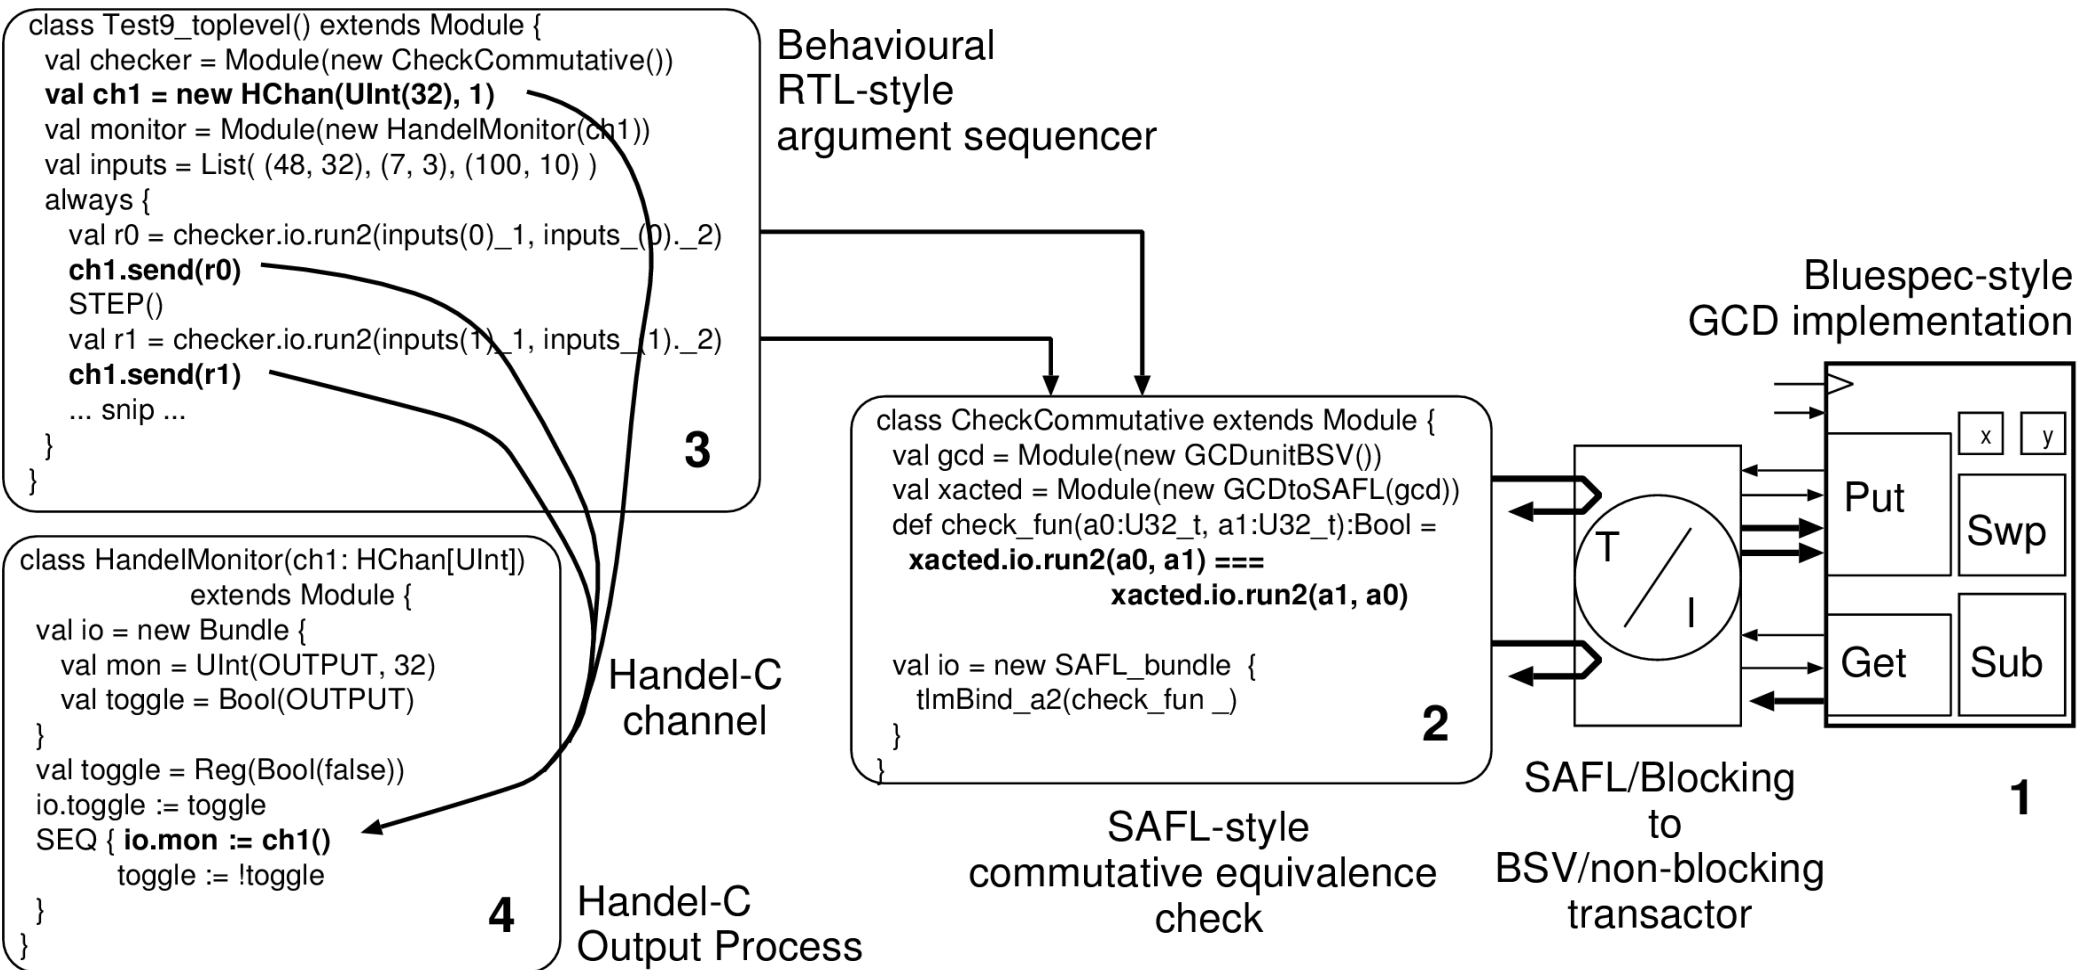 class Test9_toplevel() extends Module {
val checker = Module(new CheckCommutative())
val ch1 = new HChan(UInt(32), 1)
val monitor = Module(new HandelMonitor(ch1))
val inputs = List( (48, 32), (7, 3), (100, 10) )
always {
val r0 = checker.io.run2(inputs(0)_1, inputs_(0)._2)
ch1.send(r0)
STEP()
val r1 = checker.io.run2(inputs(1)_1, inputs_(1)._2)
ch1.send(r1)
... snip ...
}
}
3
Behavioural
RTL-style
argument sequencer
class HandelMonitor(ch1: HChan[UInt])
extends Module {
val io = new Bundle {
val mon = UInt(OUTPUT, 32)
val toggle = Bool(OUTPUT)
}
val toggle = Reg(Bool(false))
io.toggle := toggle
SEQ { io.mon := ch1()
toggle := !toggle
}
}
4
Handel-C
channel
Handel-C
Output Process
class CheckCommutative extends Module {
val gcd = Module(new GCDunitBSV())
val xacted = Module(new GCDtoSAFL(gcd))
def check_fun(a0:U32_t, a1:U32_t):Bool =
xacted.io.run2(a0, a1) ===
xacted.io.run2(a1, a0)
val io = new SAFL_bundle {
tlmBind_a2(check_fun _)
}
}
2
SAFL-style
commutative equivalence
check
T
I
SAFL/Blocking
to
BSV/non-blocking
transactor
Bluespec-style
GCD implementation
x y
Put
Swp
Get
Sub
1